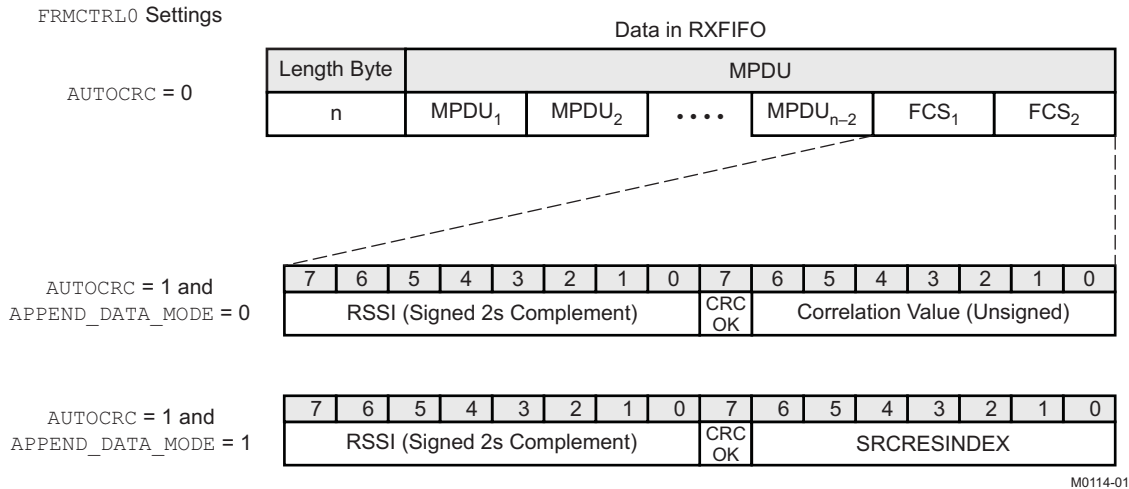 FRMCTRL0 Settings
Data in RXFIFO
Length Byte MPDU
AUTOCRC = 0
n MPDU1 MPDU2 •••• MPDUn–2 FCS1 FCS2
7 6 5 4 3 2 1 0 7 6 5 4 3 2 1 0
AUTOCRC = 1 and
APPEND_DATA_MODE = 0
RSSI (Signed 2s Complement) CRC OK Correlation Value (Unsigned)
7 6 5 4 3 2 1 0 7 6 5 4 3 2 1 0
AUTOCRC = 1 and
APPEND_DATA_MODE = 1
RSSI (Signed 2s Complement) CRC OK SRCRESINDEX
M0114-01